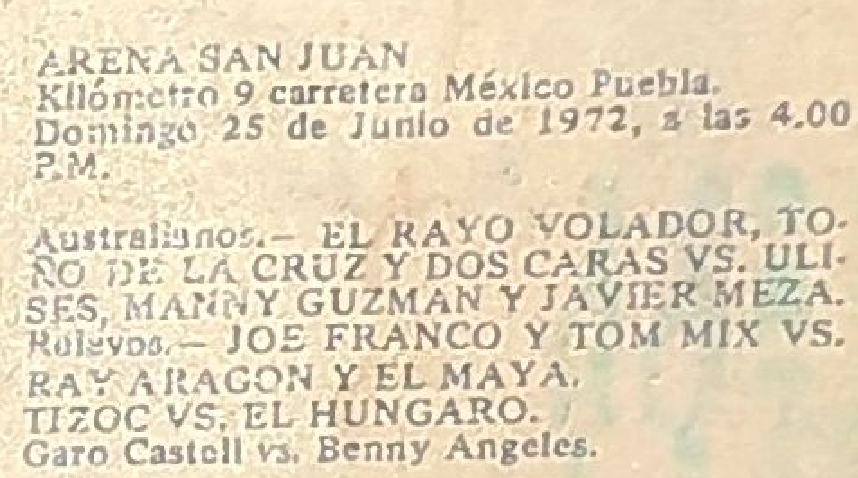 ARENA SAN JUAN
Kilómetro 9 carretera México Puebla.
Domingo 25 de Junio de 1972, a las 4.00
P.M.
Australianos.— EL RAYO VOLADOR, TO-
ÑO DE LA CRUZ Y DOS CARAS VS. ULI-
SES, MANNY GUZMAN Y JAVIER MEZA.
Relevos.— JOE FRANCO Y TOM MIX VS.
RAY ARAGON Y EL MAYA.
TIZOC VS. EL HUNGARO.
Garo Castell vs. Benny Angeles.